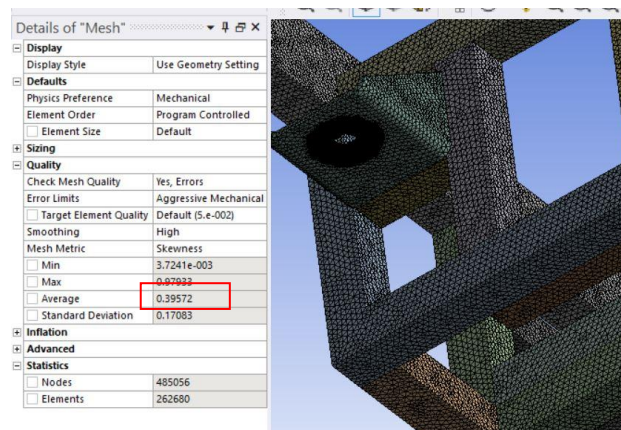 Details of "Mesh"
Display
Display Style Use Geometry Setting
Defaults
Physics Preference Mechanical
Element Order Program Controlled
Element Size Default
Sizing
Quality
Check Mesh Quality Yes, Errors
Error Limits Aggressive Mechanical
Target Element Quality Default (5.e-002)
Smoothing High
Mesh Metric Skewness
Min 3.7241e-003
Max 0.97933
Average 0.39572
Standard Deviation 0.17083
Inflation
Advanced
Statistics
Nodes 485056
Elements 262680